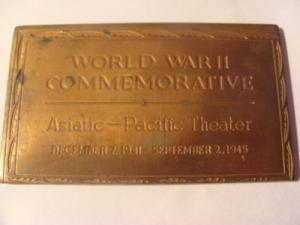 WORLD WAR II
COMMEMORATIVE
Asiatic—Pacific Theater
DECEMBER 7, 1941 - SEPTEMBER 2, 1945